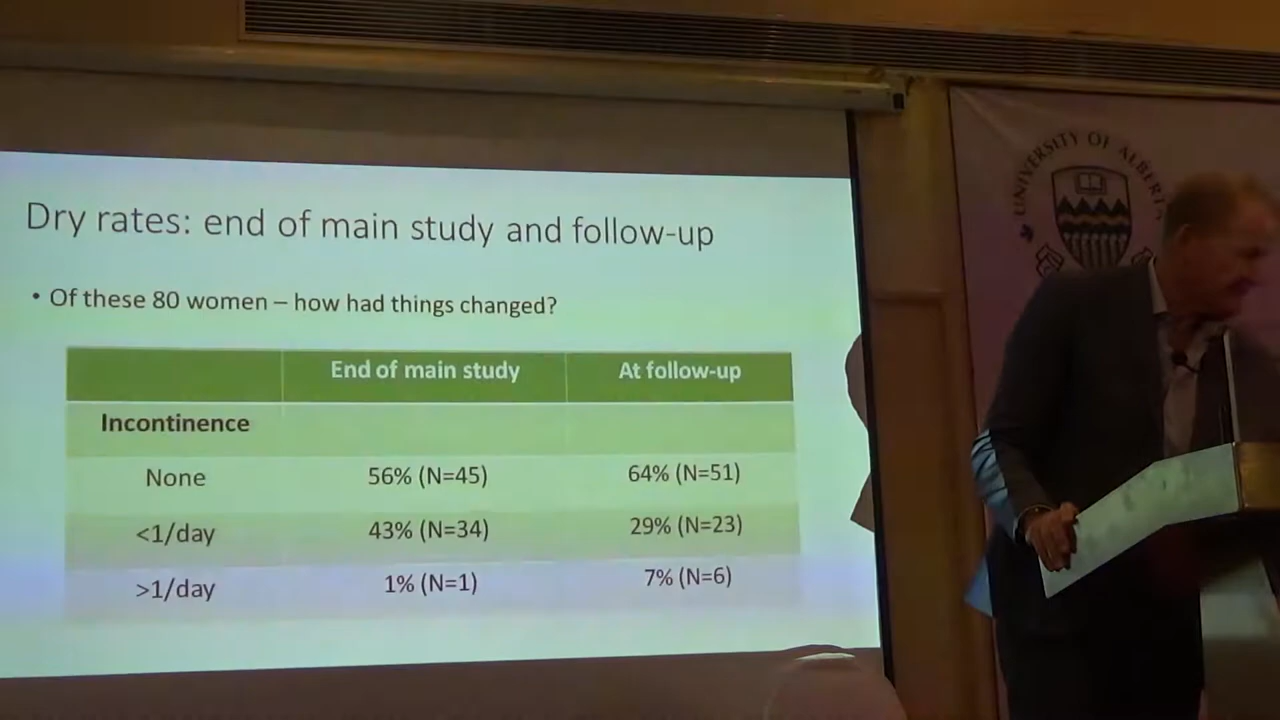 Dry rates: end of main study and follow-up
• Of these 80 women – how had things changed?
End of main study At follow-up
Incontinence
None 56% (N=45) 64% (N=51)
<1/day 43% (N=34) 29% (N=23)
>1/day 1% (N=1) 7% (N=6)
UNIVERSITY OF ALBERTA